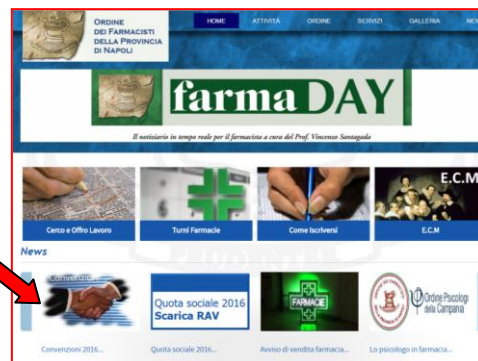 ORDINE
DEI FARMACISTI
DELLA PROVINCIA
DI NAPOLI
HOME ATTIVITÀ ORDINE SERVIZI GALLERIA
farmaDAY
Il notiziario in tempo reale per il farmacista a cura del Prof. Vincenzo Santagada
E.C.M
Cerco e Offro Lavoro Turni Farmacie Come Iscriversi E.C.M
News
Convenzioni
Quota sociale 2016
Scarica RAV
FARMACIE
Ordine Psicologi
della Campania
Convenzioni 2016... Quota sociale 2016... Avviso di vendita farmacia... Lo psicologo in farmacia...